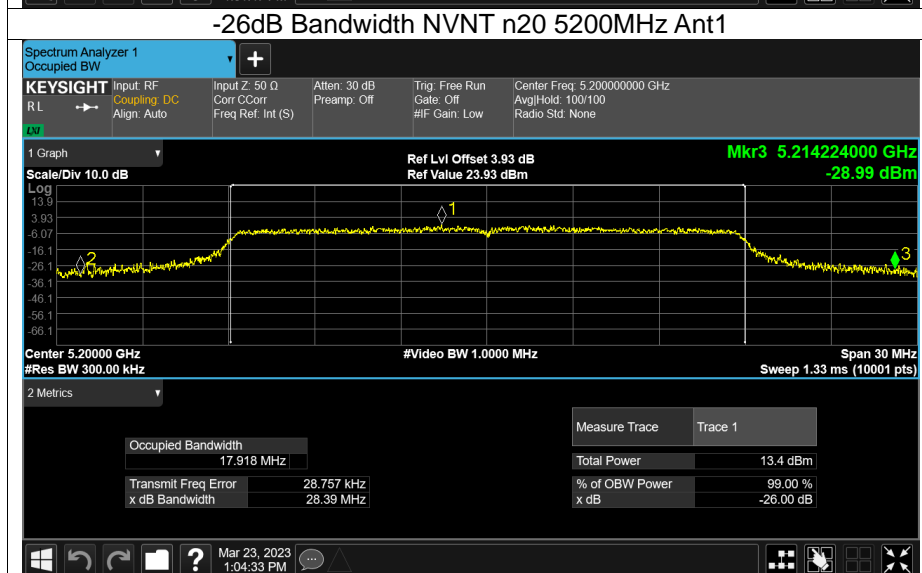 -26dB Bandwidth NVNT n20 5200MHz Ant1
Spectrum Analyzer 1
Occupied BW
+
KEYSIGHT Input: RF Input Z: 50 Ω Atten: 30 dB Trig: Free Run Center Freq: 5.200000000 GHz
RL Coupling: DC Corr CCorr Preamp: Off Gate: Off Avg|Hold: 100/100
Align: Auto Freq Ref: Int (S) #IF Gain: Low Radio Std: None
LXI
1 Graph Ref Lvl Offset 3.93 dB Mkr3 5.214224000 GHz
Scale/Div 10.0 dB Ref Value 23.93 dBm -28.99 dBm
Log
13.9
3.93
-6.07
-16.1
-26.1
-36.1
-46.1
-56.1
-66.1
1
2
3
Center 5.20000 GHz #Video BW 1.0000 MHz Span 30 MHz
#Res BW 300.00 kHz Sweep 1.33 ms (10001 pts)
2 Metrics
Measure Trace Trace 1
Occupied Bandwidth
17.918 MHz Total Power 13.4 dBm
Transmit Freq Error 28.757 kHz % of OBW Power 99.00 %
x dB Bandwidth 28.39 MHz x dB -26.00 dB
? Mar 23, 2023
1:04:33 PM